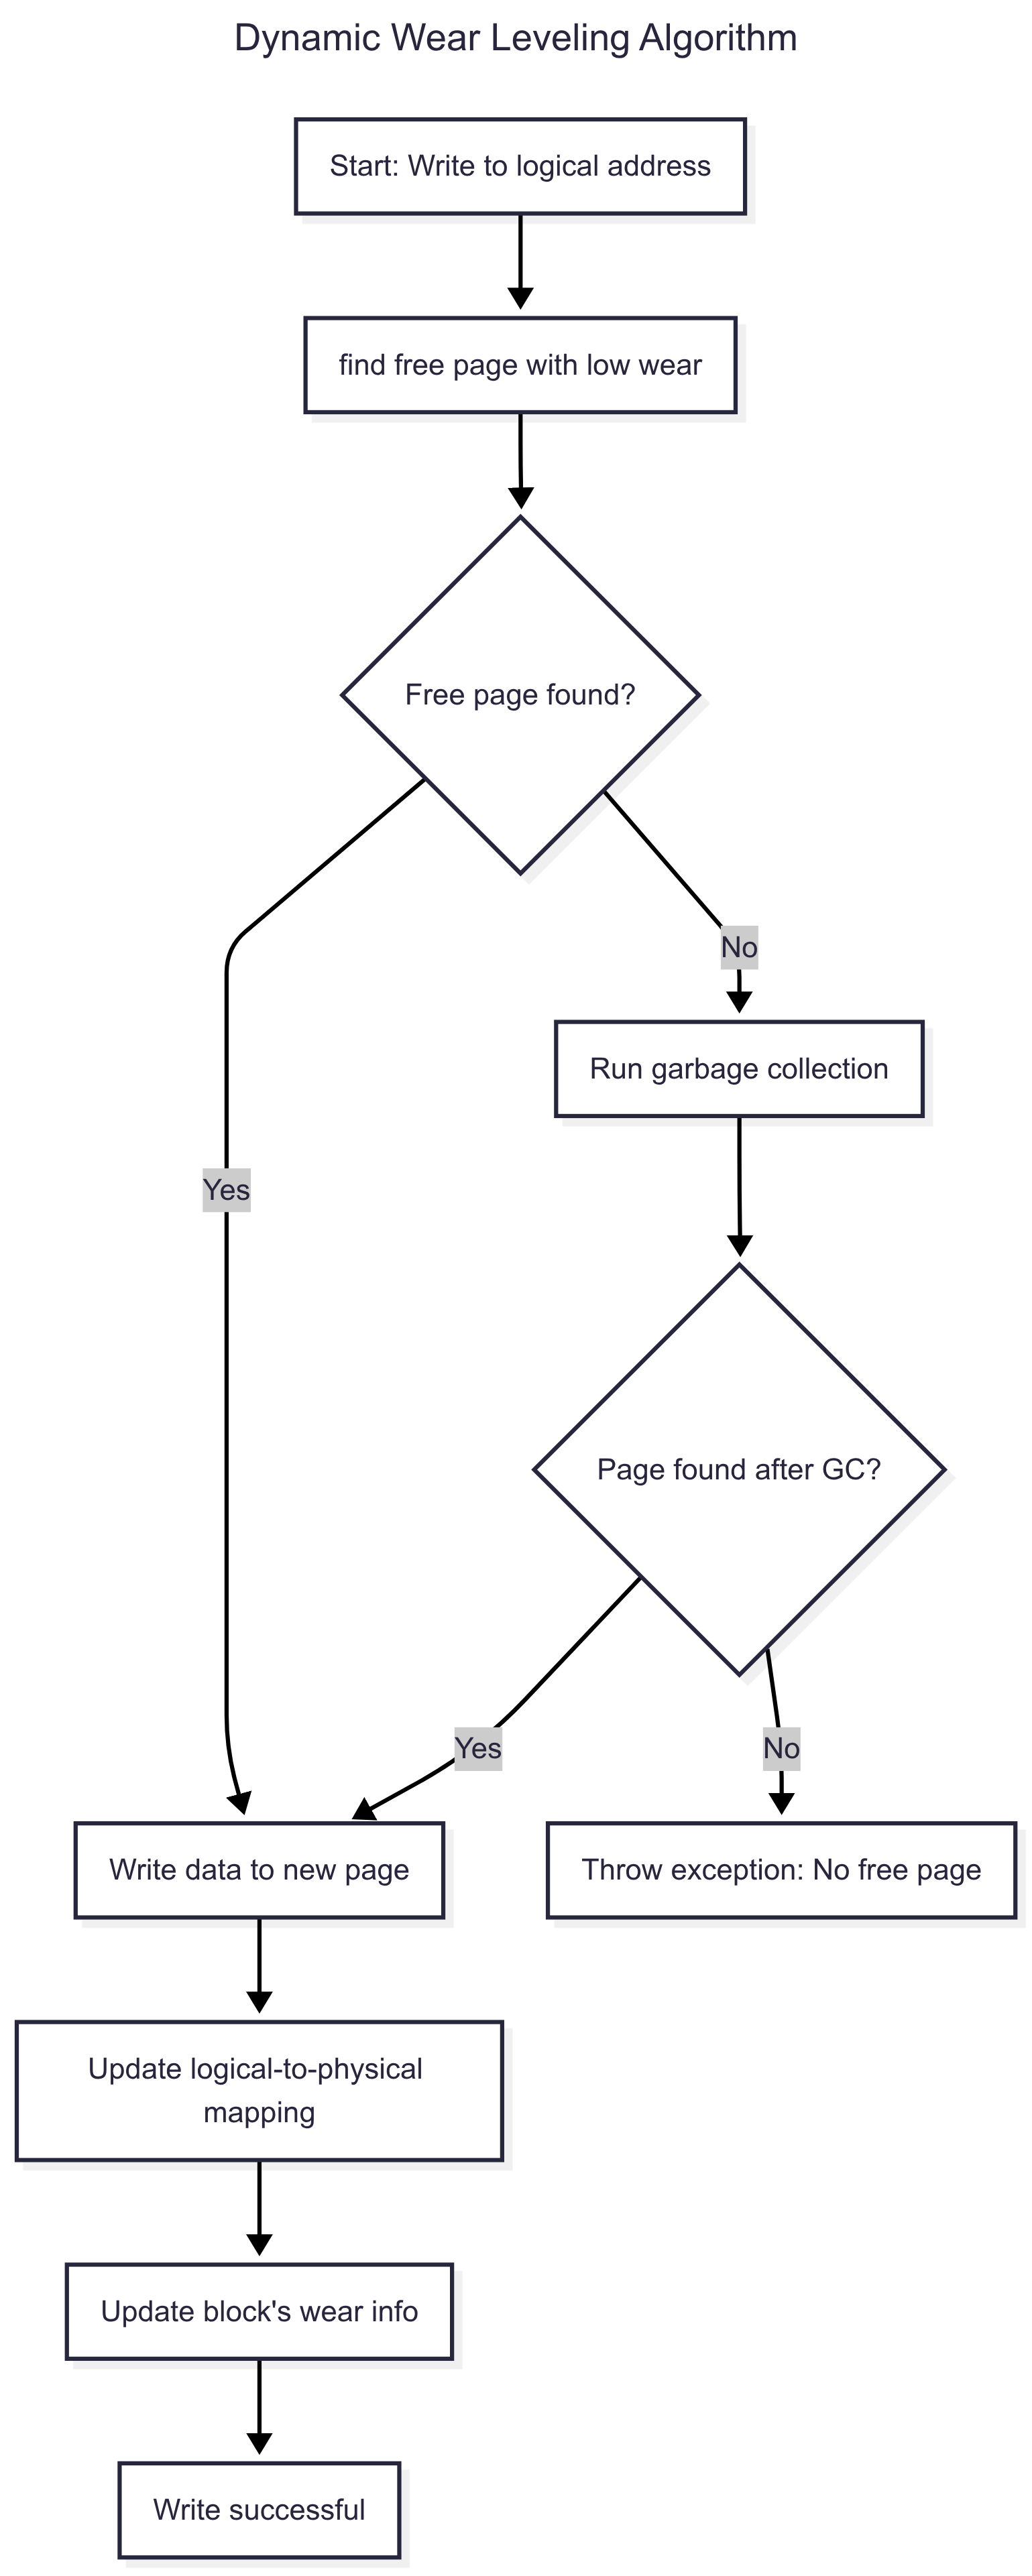 Dynamic Wear Leveling Algorithm
Start: Write to logical address
find free page with low wear
Free page found?
No
Run garbage collection
Yes
Page found after GC?
Yes
No
Write data to new page
Throw exception: No free page
Update logical-to-physical
mapping
Update block's wear info
Write successful